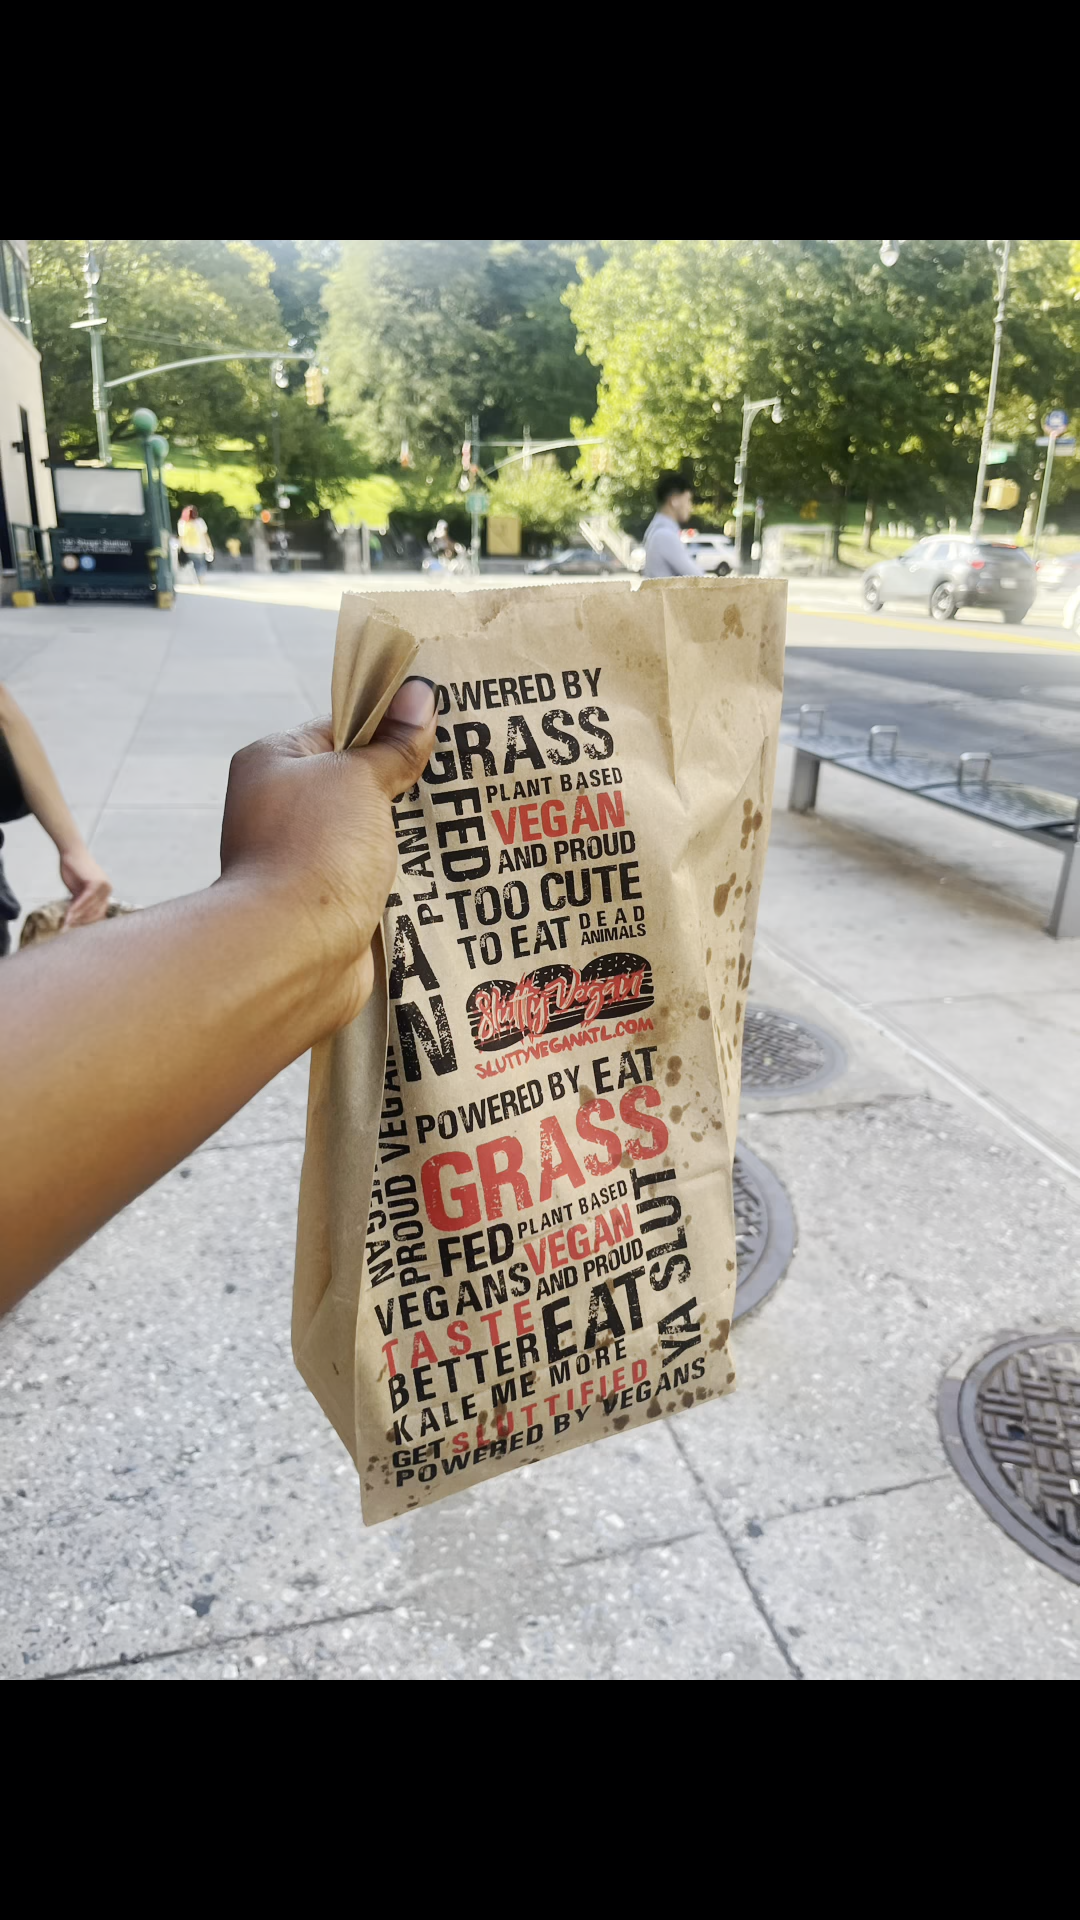 POWERED BY
GRASS
FED
PLANT BASED
VEGAN
AND PROUD
TOO CUTE
TO EAT DEAD
ANIMALS
Slutty Vegan
SLUTTYVEGANATL.COM
POWERED BY EAT
GRASS
FED PLANT BASED
VEGANS VEGAN
AND PROUD
TASTE
BETTER EAT
YA SLUT
KALE ME MORE
GET SLUTTIFIED
POWERED BY VEGANS
PLANTS
PROUD VEGAN
VEGAN